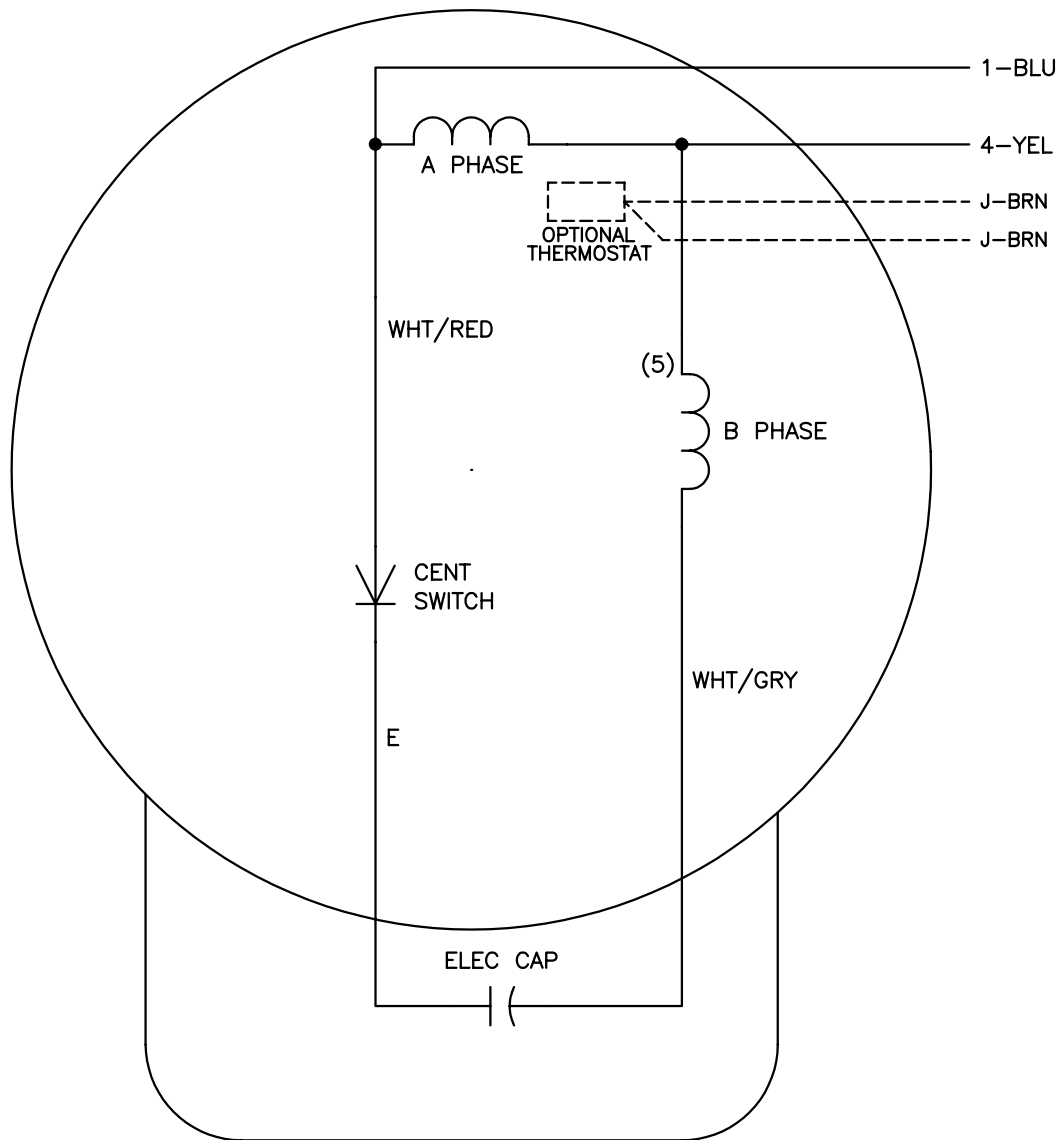 1-BLU
4-YEL
A PHASE
J-BRN
OPTIONAL
THERMOSTAT
J-BRN
WHT/RED
(5)
B PHASE
CENT
SWITCH
WHT/GRY
E
ELEC CAP